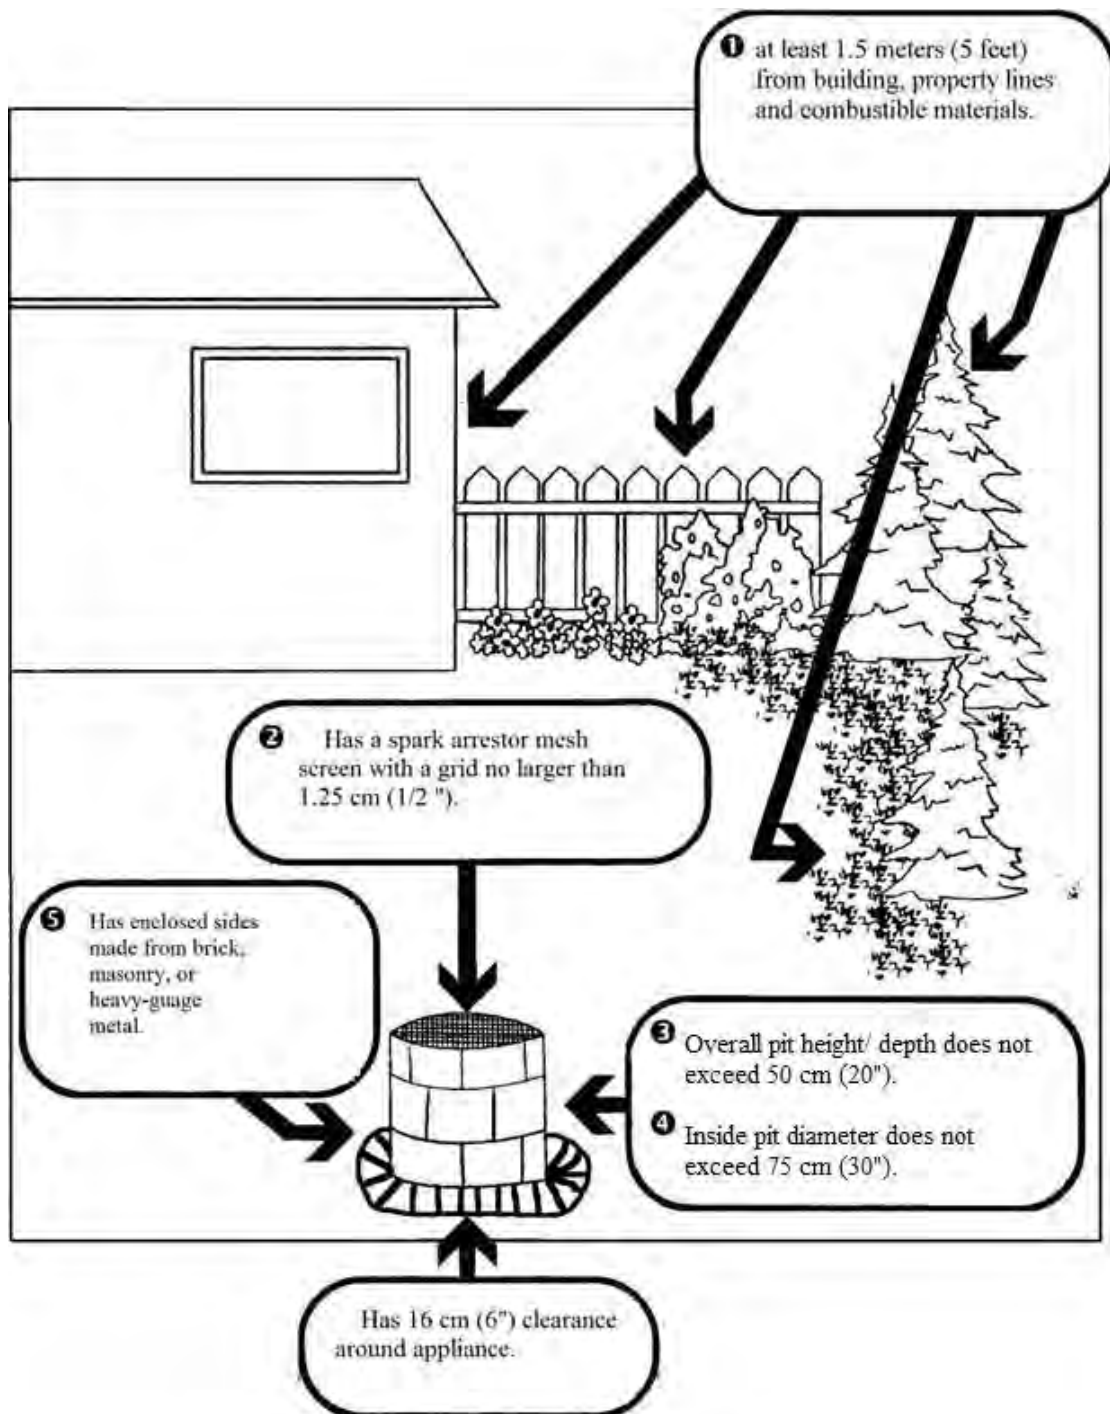 ❶ at least 1.5 meters (5 feet)
from building, property lines
and combustible materials.
❷ Has a spark arrestor mesh
screen with a grid no larger than
1.25 cm (1/2 ").
❺ Has enclosed sides
made from brick,
masonry, or
heavy-guage
metal.
❸ Overall pit height/ depth does not
exceed 50 cm (20").
❹ Inside pit diameter does not
exceed 75 cm (30").
Has 16 cm (6") clearance
around appliance.